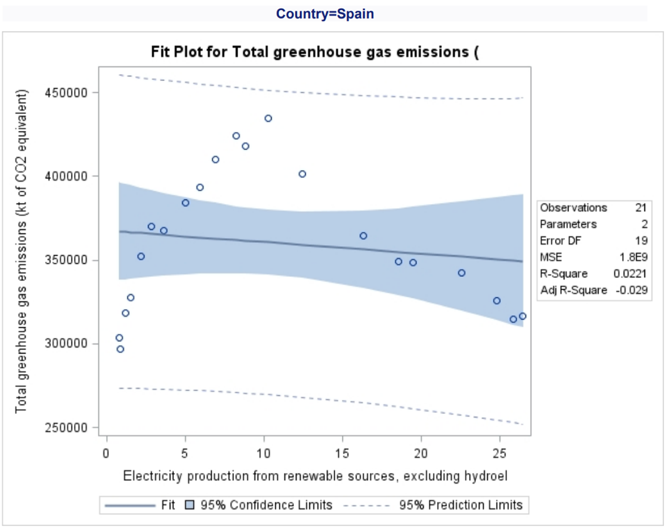 Country=Spain
Fit Plot for Total greenhouse gas emissions (
Total greenhouse gas emissions (kt of CO2 equivalent)
450000
400000
350000
300000
250000
0 5 10 15 20 25
Electricity production from renewable sources, excluding hydroel
Fit 95% Confidence Limits 95% Prediction Limits
Observations 21
Parameters 2
Error DF 19
MSE 1.8E9
R-Square 0.0221
Adj R-Square -0.029